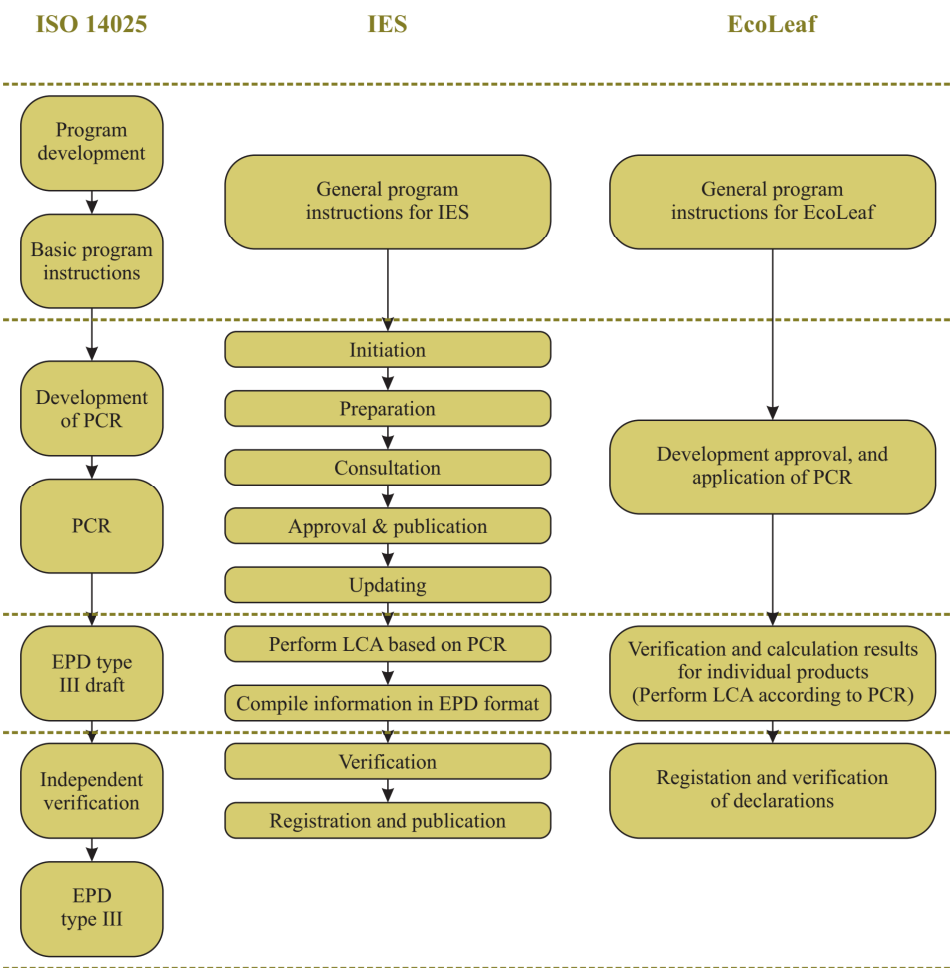 ISO 14025
IES
EcoLeaf
Program
development
Basic program
instructions
General program
instructions for IES
General program
instructions for EcoLeaf
Development
of PCR
PCR
Initiation
Preparation
Consultation
Approval & publication
Updating
Development approval, and
application of PCR
EPD type
III draft
Perform LCA based on PCR
Compile information in EPD format
Verification and calculation results
for individual products
(Perform LCA according to PCR)
Independent
verification
EPD
type III
Verification
Registration and publication
Registation and verification
of declarations